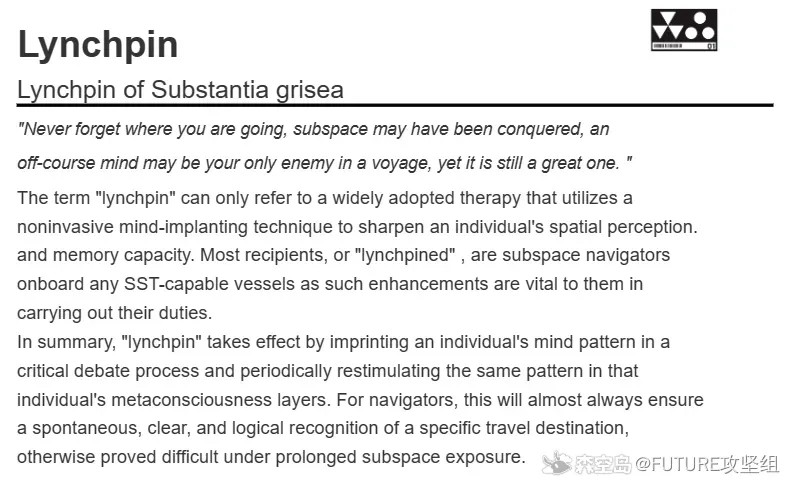 Lynchpin
01
Lynchpin of Substantia grisea
"Never forget where you are going, subspace may have been conquered, an
off-course mind may be your only enemy in a voyage, yet it is still a great one. "
The term "lynchpin" can only refer to a widely adopted therapy that utilizes a
noninvasive mind-implanting technique to sharpen an individual's spatial perception.
and memory capacity. Most recipients, or "lynchpined" , are subspace navigators
onboard any SST-capable vessels as such enhancements are vital to them in
carrying out their duties.
In summary, "lynchpin" takes effect by imprinting an individual's mind pattern in a
critical debate process and periodically restimulating the same pattern in that
individual's metaconsciousness layers. For navigators, this will almost always ensure
a spontaneous, clear, and logical recognition of a specific travel destination,
otherwise proved difficult under prolonged subspace exposure.
森空岛 @FUTURE攻坚组